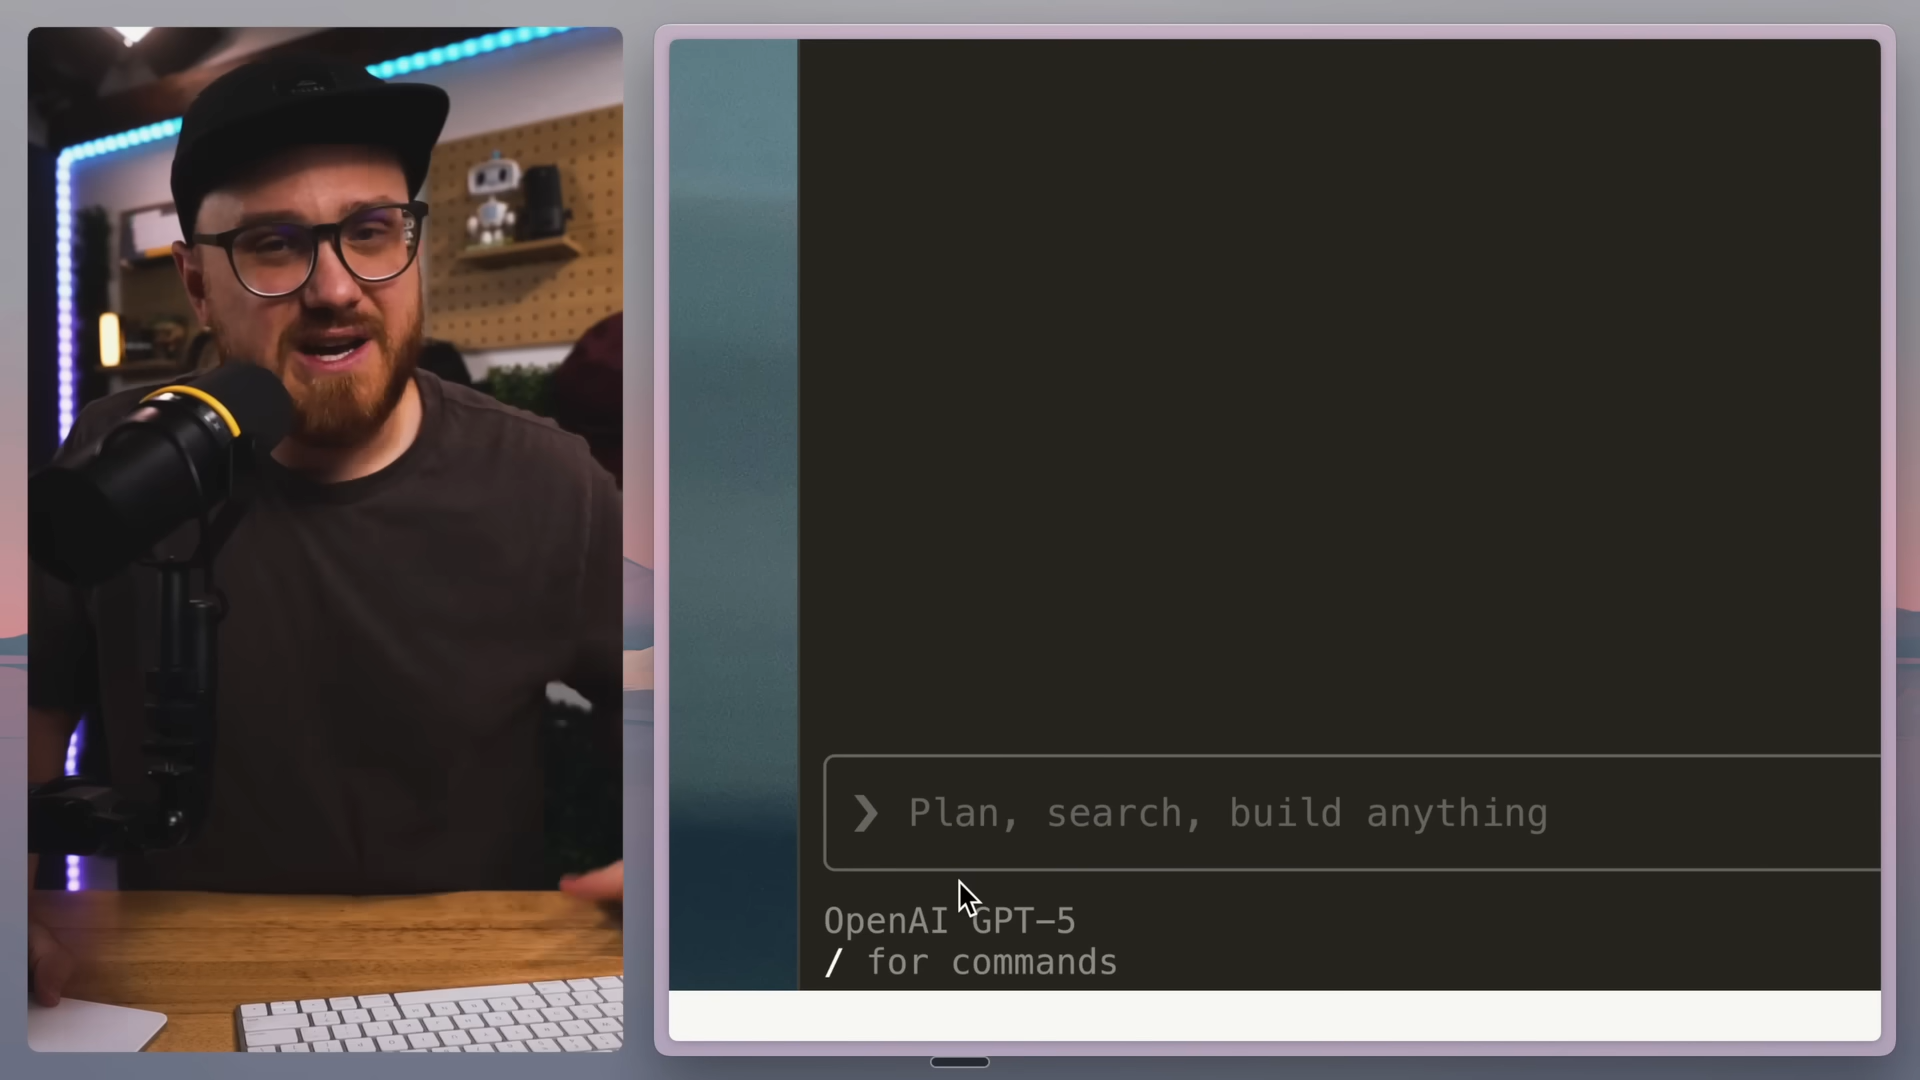 ❯ Plan, search, build anything
OpenAI GPT-5
/ for commands